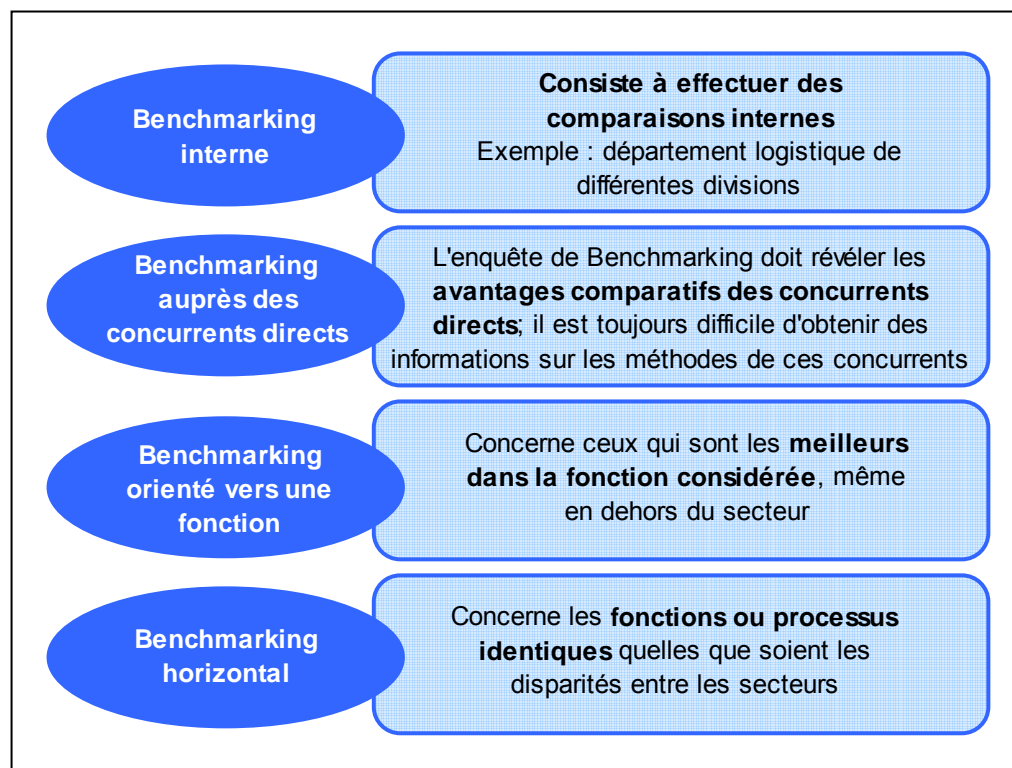 Benchmarking
interne
Consiste à effectuer des
comparaisons internes
Exemple : département logistique de
différentes divisions
Benchmarking
auprès des
concurrents directs
L'enquête de Benchmarking doit révéler les
avantages comparatifs des concurrents
directs; il est toujours difficile d'obtenir des
informations sur les méthodes de ces concurrents
Benchmarking
orienté vers une
fonction
Concerne ceux qui sont les meilleurs
dans la fonction considérée, même
en dehors du secteur
Benchmarking
horizontal
Concerne les fonctions ou processus
identiques quelles que soient les
disparités entre les secteurs